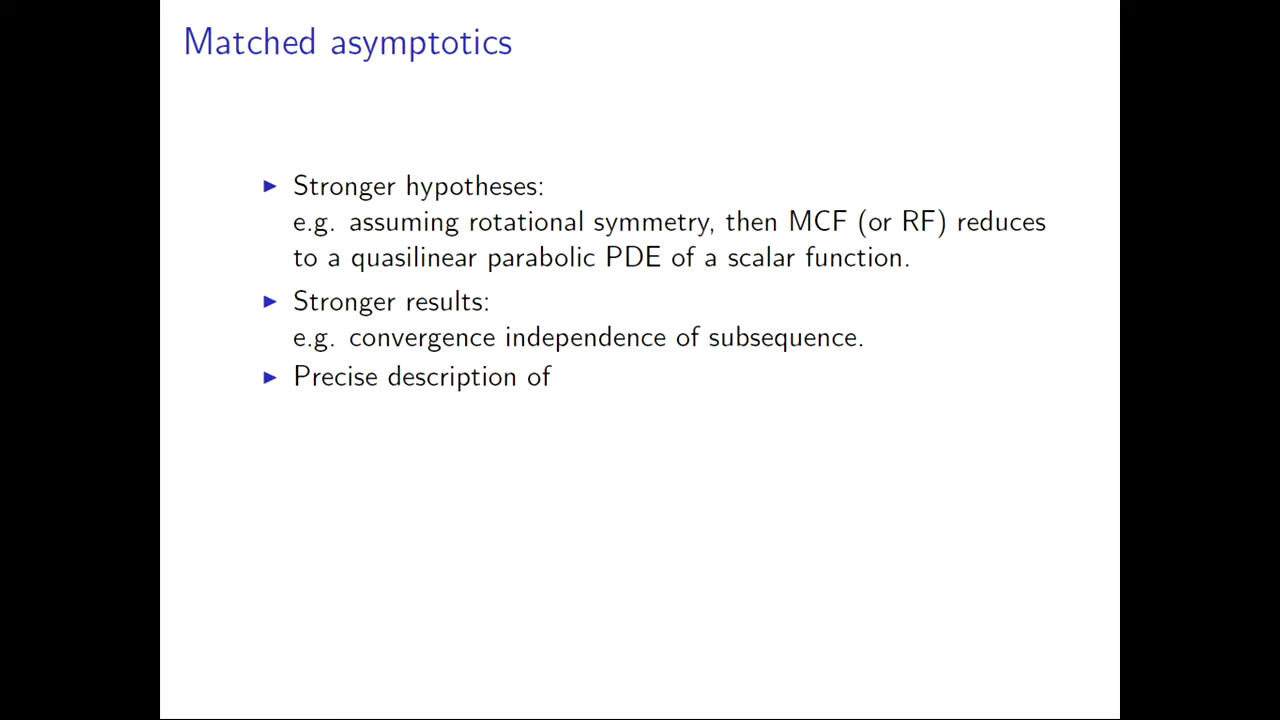 Matched asymptotics
▶ Stronger hypotheses:
e.g. assuming rotational symmetry, then MCF (or RF) reduces
to a quasilinear parabolic PDE of a scalar function.
▶ Stronger results:
e.g. convergence independence of subsequence.
▶ Precise description of